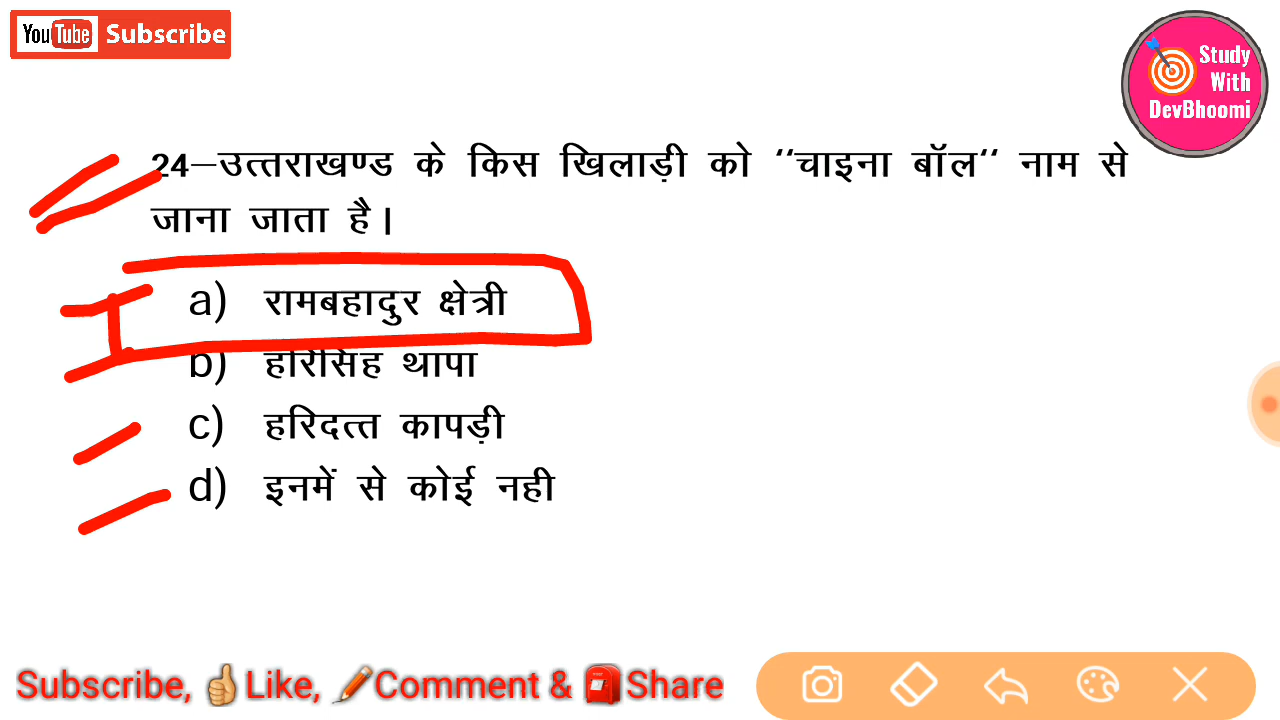 YouTube Subscribe
Study
With
DevBhoomi
24–उत्तराखण्ड के किस खिलाड़ी को ‘‘चाइना बॉल‘‘ नाम से
जाना जाता है।
a) रामबहादुर क्षेत्री
b) हरिसिंह थापा
c) हरिदत्त कापड़ी
d) इनमें से कोई नही
Subscribe, 👍Like, 🖍Comment & 📮Share